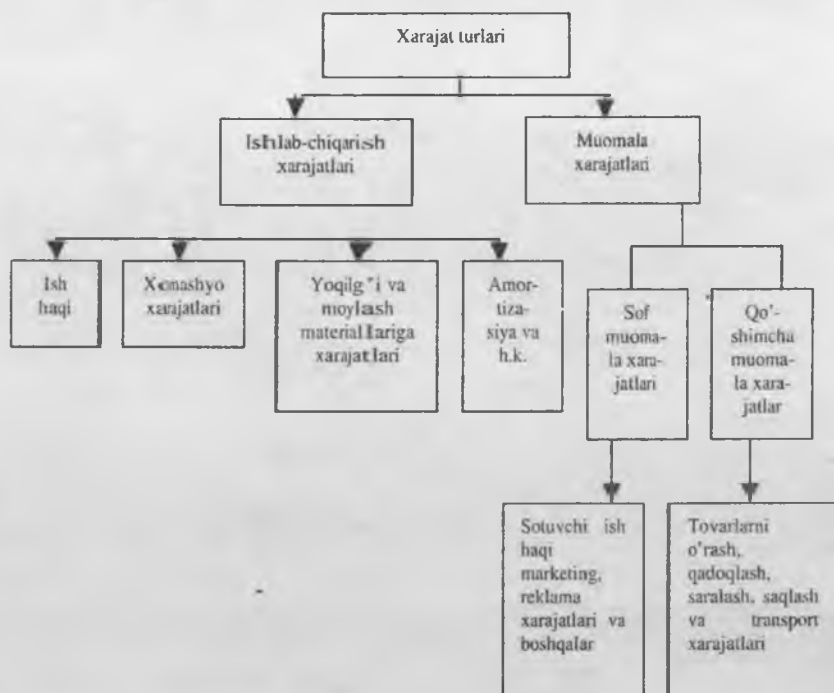 Xarajat turlari
Ishlab-chiqarish
xarajatlari
Muomala
xarajatlari
Ish
haqi
Xomashyo
xarajatlari
Yoqilg'i va
moylash
materiallariga
xarajatlari
Amor-
tiza-
siya va
h.k.
Sof
muoma-
la xara-
jatlari
Qo'-
shimcha
muoma-
la xara-
jatlar
Sotuvchi ish
haqi
marketing,
reklama
xarajatlari va
boshqalar
Tovarlarni
o'rash,
qadoqlash,
saralash, saqlash
va transport
xarajatlari